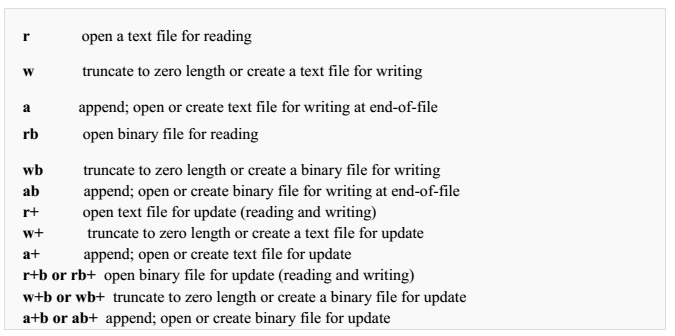 r open a text file for reading
w truncate to zero length or create a text file for writing
a append; open or create text file for writing at end-of-file
rb open binary file for reading
wb truncate to zero length or create a binary file for writing
ab append; open or create binary file for writing at end-of-file
r+ open text file for update (reading and writing)
w+ truncate to zero length or create a text file for update
a+ append; open or create text file for update
r+b or rb+ open binary file for update (reading and writing)
w+b or wb+ truncate to zero length or create a binary file for update
a+b or ab+ append; open or create binary file for update